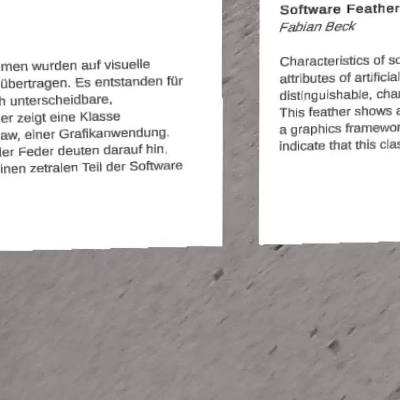 men wurden auf visuelle
übertragen. Es entstanden für
h unterscheidbare,
er zeigt eine Klasse
aw, einer Grafikanwendung.
der Feder deuten darauf hin,
inen zetralen Teil der Software
Software Feather
Fabian Beck
Characteristics of so
attributes of artificial
distinguishable, char
This feather shows a
a graphics framewor
indicate that this clas